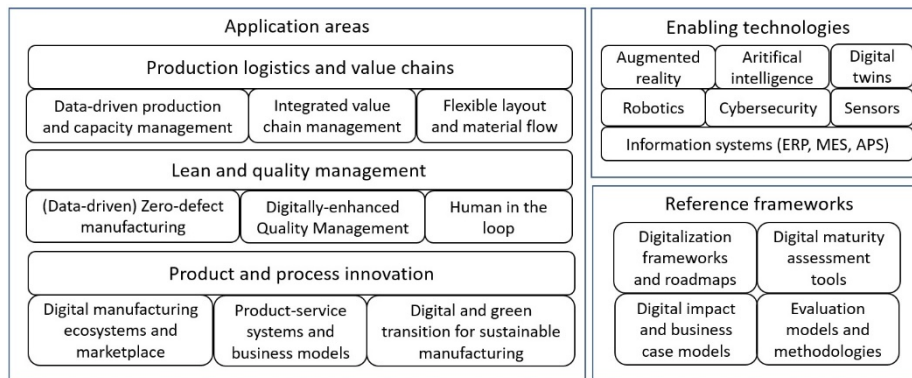 Application areas
Production logistics and value chains
Data-driven production
and capacity management
Integrated value
chain management
Flexible layout
and material flow
Lean and quality management
(Data-driven) Zero-defect
manufacturing
Digitally-enhanced
Quality Management
Human in the
loop
Product and process innovation
Digital manufacturing
ecosystems and
marketplace
Product-service
systems and
business models
Digital and green
transition for sustainable
manufacturing
Enabling technologies
Augmented
reality
Aritifical
intelligence
Digital
twins
Robotics
Cybersecurity
Sensors
Information systems (ERP, MES, APS)
Reference frameworks
Digitalization
frameworks
and roadmaps
Digital maturity
assessment
tools
Digital impact
and business
case models
Evaluation
models and
methodologies